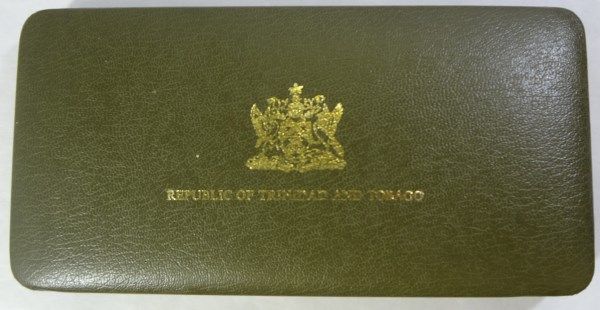 REPUBLIC OF TRINIDAD AND TOBAGO